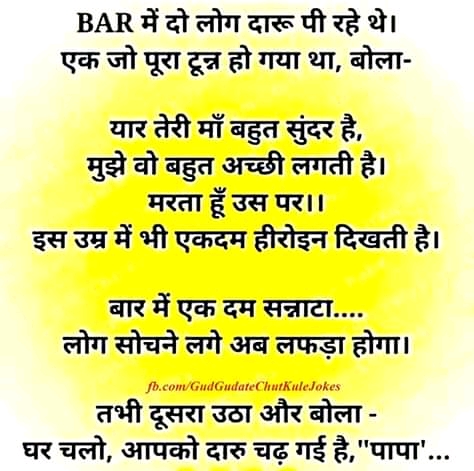 BAR में दो लोग दारू पी रहे थे।
एक जो पूरा टून्न हो गया था, बोला-
यार तेरी माँ बहुत सुंदर है,
मुझे वो बहुत अच्छी लगती है।
मरता हूँ उस पर।।
इस उम्र में भी एकदम हीरोइन दिखती है।
बार में एक दम सन्नाटा....
लोग सोचने लगे अब लफड़ा होगा।
fb.com/GudGudateChutKuleJokes
तभी दूसरा उठा और बोला -
घर चलो, आपको दारु चढ़ गई है,"पापा'...